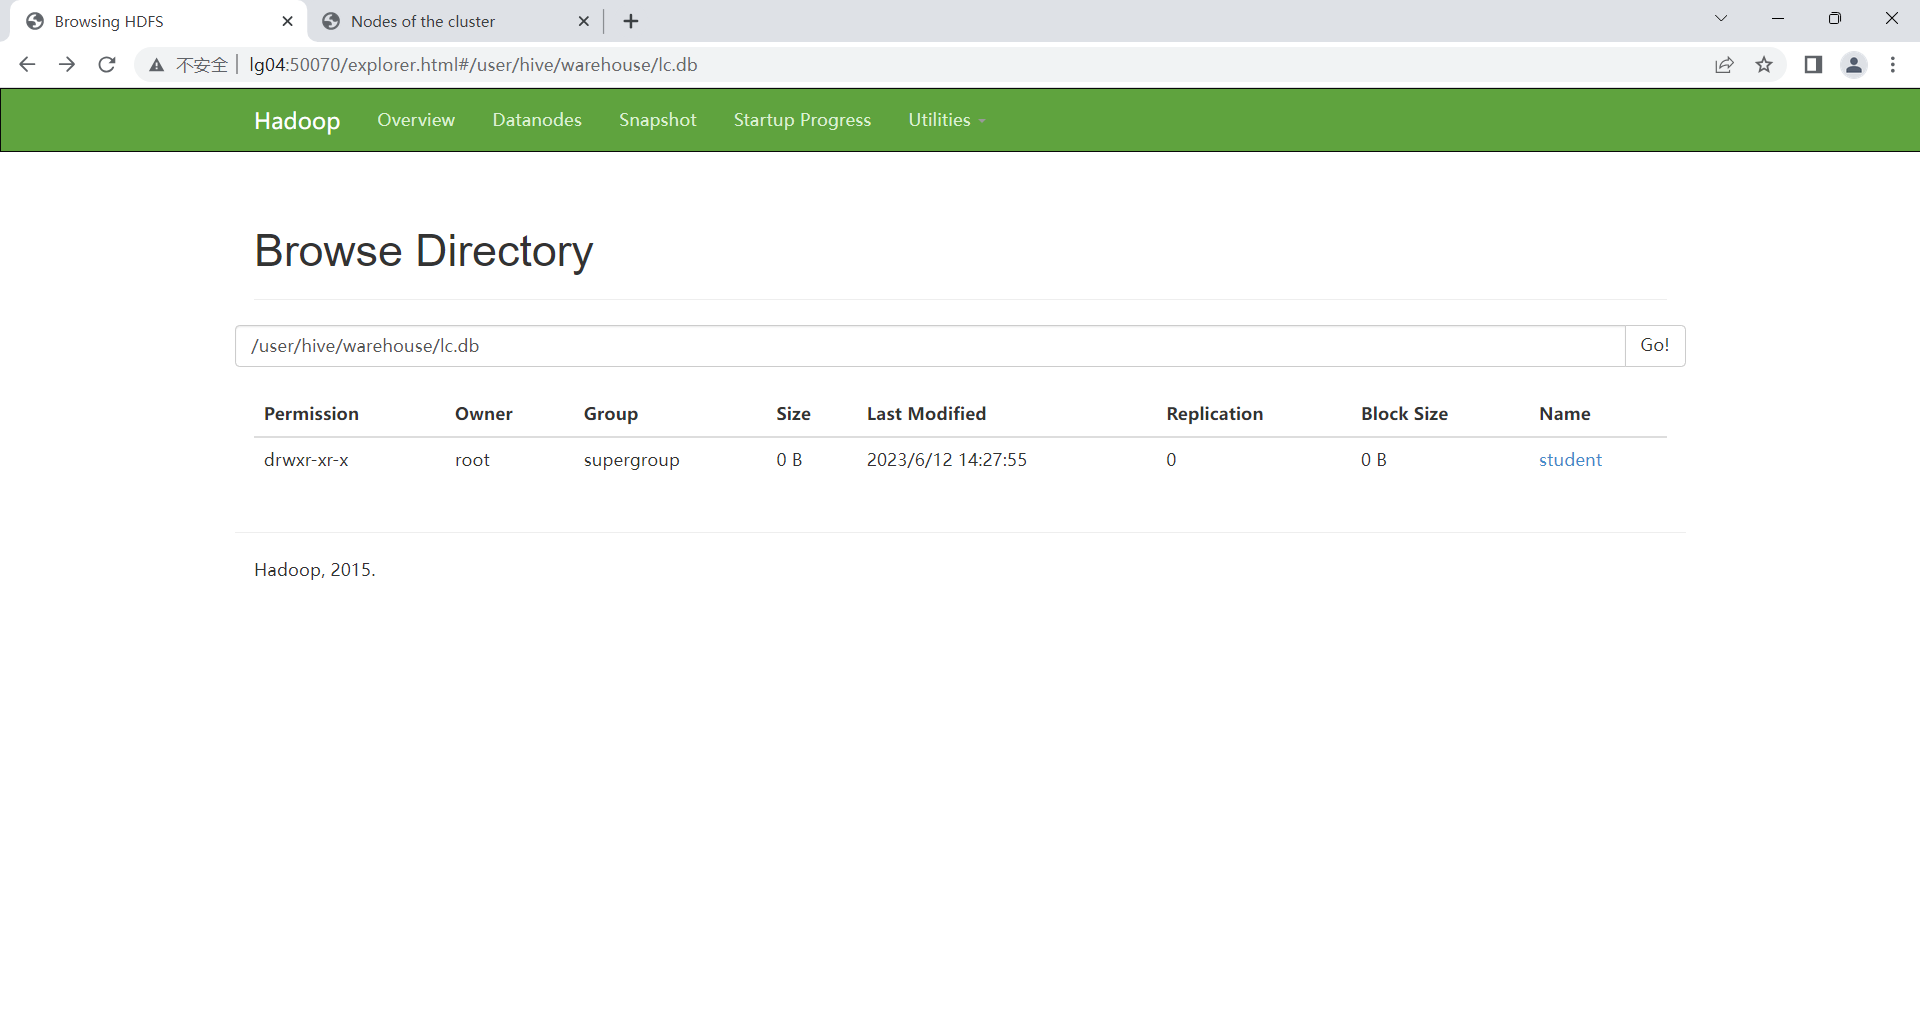 Browsing HDFS
Nodes of the cluster
不安全 lg04:50070/explorer.html#/user/hive/warehouse/lc.db
Hadoop Overview Datanodes Snapshot Startup Progress Utilities
Browse Directory
/user/hive/warehouse/lc.db Go!
Permission Owner Group Size Last Modified Replication Block Size Name
drwxr-xr-x root supergroup 0 B 2023/6/12 14:27:55 0 0 B student
Hadoop, 2015.